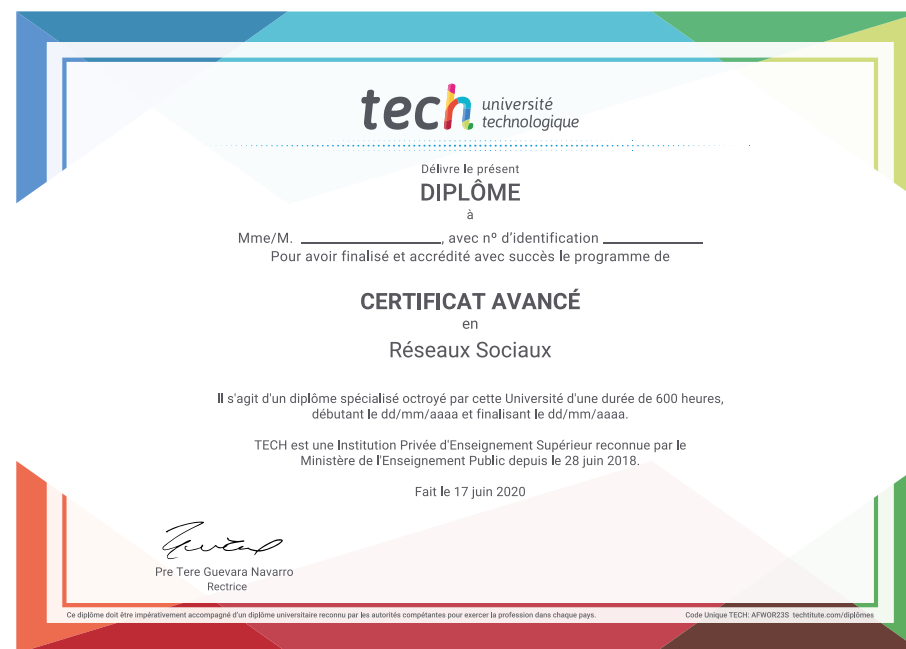 tech université
technologique
Délivre le présent
DIPLÔME
à
Mme/M. ____________________, avec nº d'identification ______________
Pour avoir finalisé et accrédité avec succès le programme de
CERTIFICAT AVANCÉ
en
Réseaux Sociaux
Il s'agit d'un diplôme spécialisé octroyé par cette Université d'une durée de 600 heures,
débutant le dd/mm/aaaa et finalisant le dd/mm/aaaa.
TECH est une Institution Privée d'Enseignement Supérieur reconnue par le
Ministère de l'Enseignement Public depuis le 28 juin 2018.
Fait le 17 juin 2020
Pre Tere Guevara Navarro
Rectrice
Ce diplôme doit être impérativement accompagné d'un diplôme universitaire reconnu par les autorités compétentes pour exercer la profession dans chaque pays.
Code Unique TECH: AFWOR23S techtitute.com/diplômes